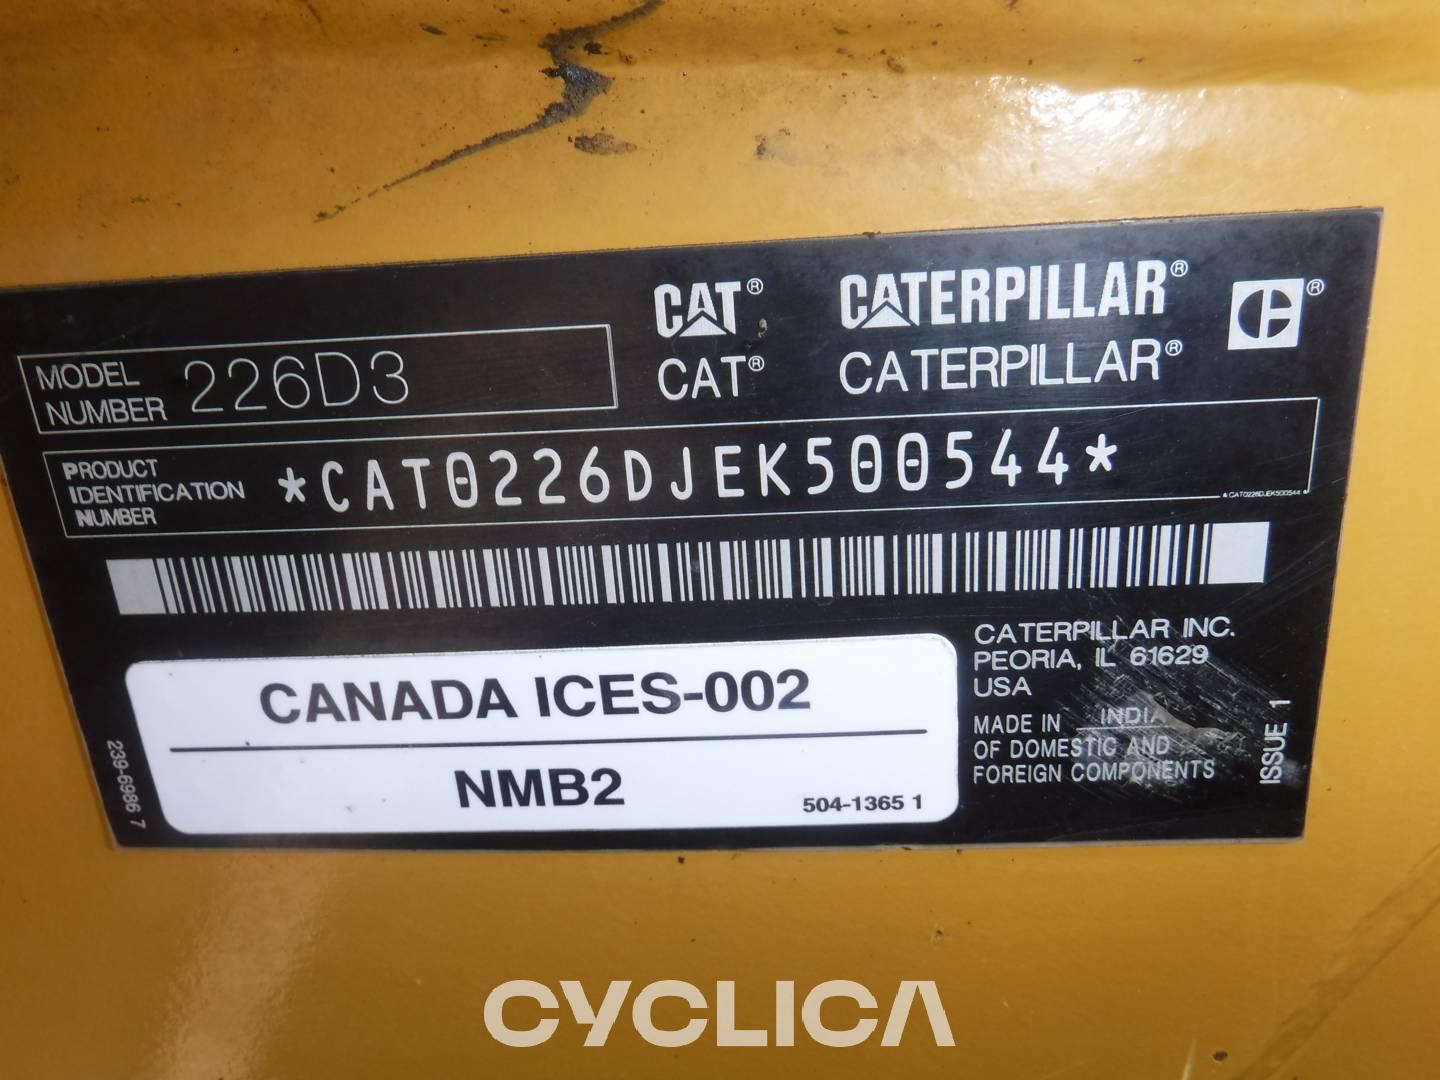 CAT® CATERPILLAR®
CAT® CATERPILLAR®
MODEL NUMBER 226D3
PRODUCT IDENTIFICATION NUMBER *CAT0226DJEK500544*
*CAT0226DJEK500544*
CANADA ICES-002
NMB2
504-1365 1
239-6986 7
CATERPILLAR INC.
PEORIA, IL 61629
USA
MADE IN INDIA
OF DOMESTIC AND
FOREIGN COMPONENTS
ISSUE 1
CYCLICA